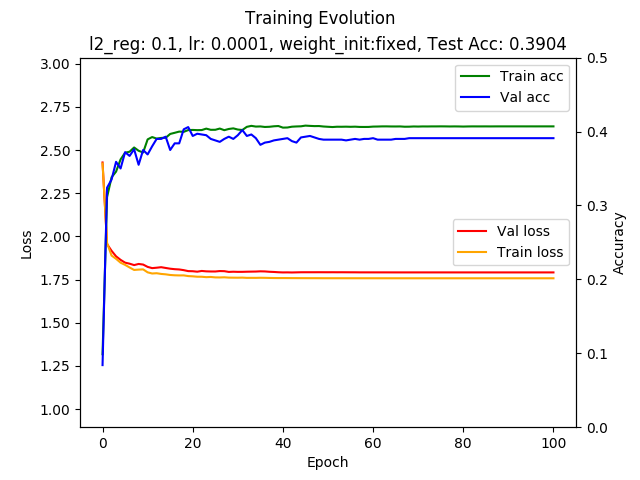 Training Evolution
l2_reg: 0.1, lr: 0.0001, weight_init:fixed, Test Acc: 0.3904
3.00
2.75
2.50
2.25
2.00
1.75
1.50
1.25
1.00
Loss
0
20
40
60
80
100
Epoch
0.5
0.4
0.3
0.2
0.1
0.0
Accuracy
Train acc
Val acc
Val loss
Train loss